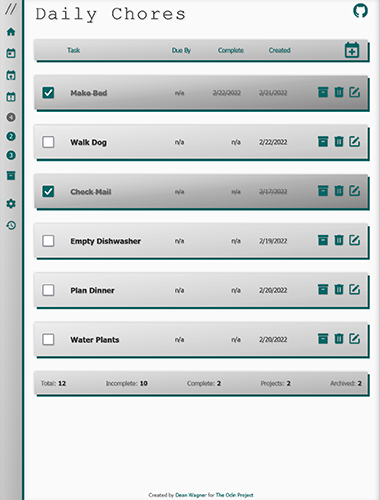 //
Daily Chores
Task Due By Complete Created
Make Bed n/a 2/22/2022 2/21/2022
Walk Dog n/a n/a 2/22/2022
Check Mail n/a n/a 2/17/2022
Empty Dishwasher n/a n/a 2/19/2022
Plan Dinner n/a n/a 2/20/2022
Water Plants n/a n/a 2/20/2022
4
2
3
Total: 12 Incomplete: 10 Complete: 2 Projects: 2 Archived: 2
Created by Dean Wagner for The Odin Project